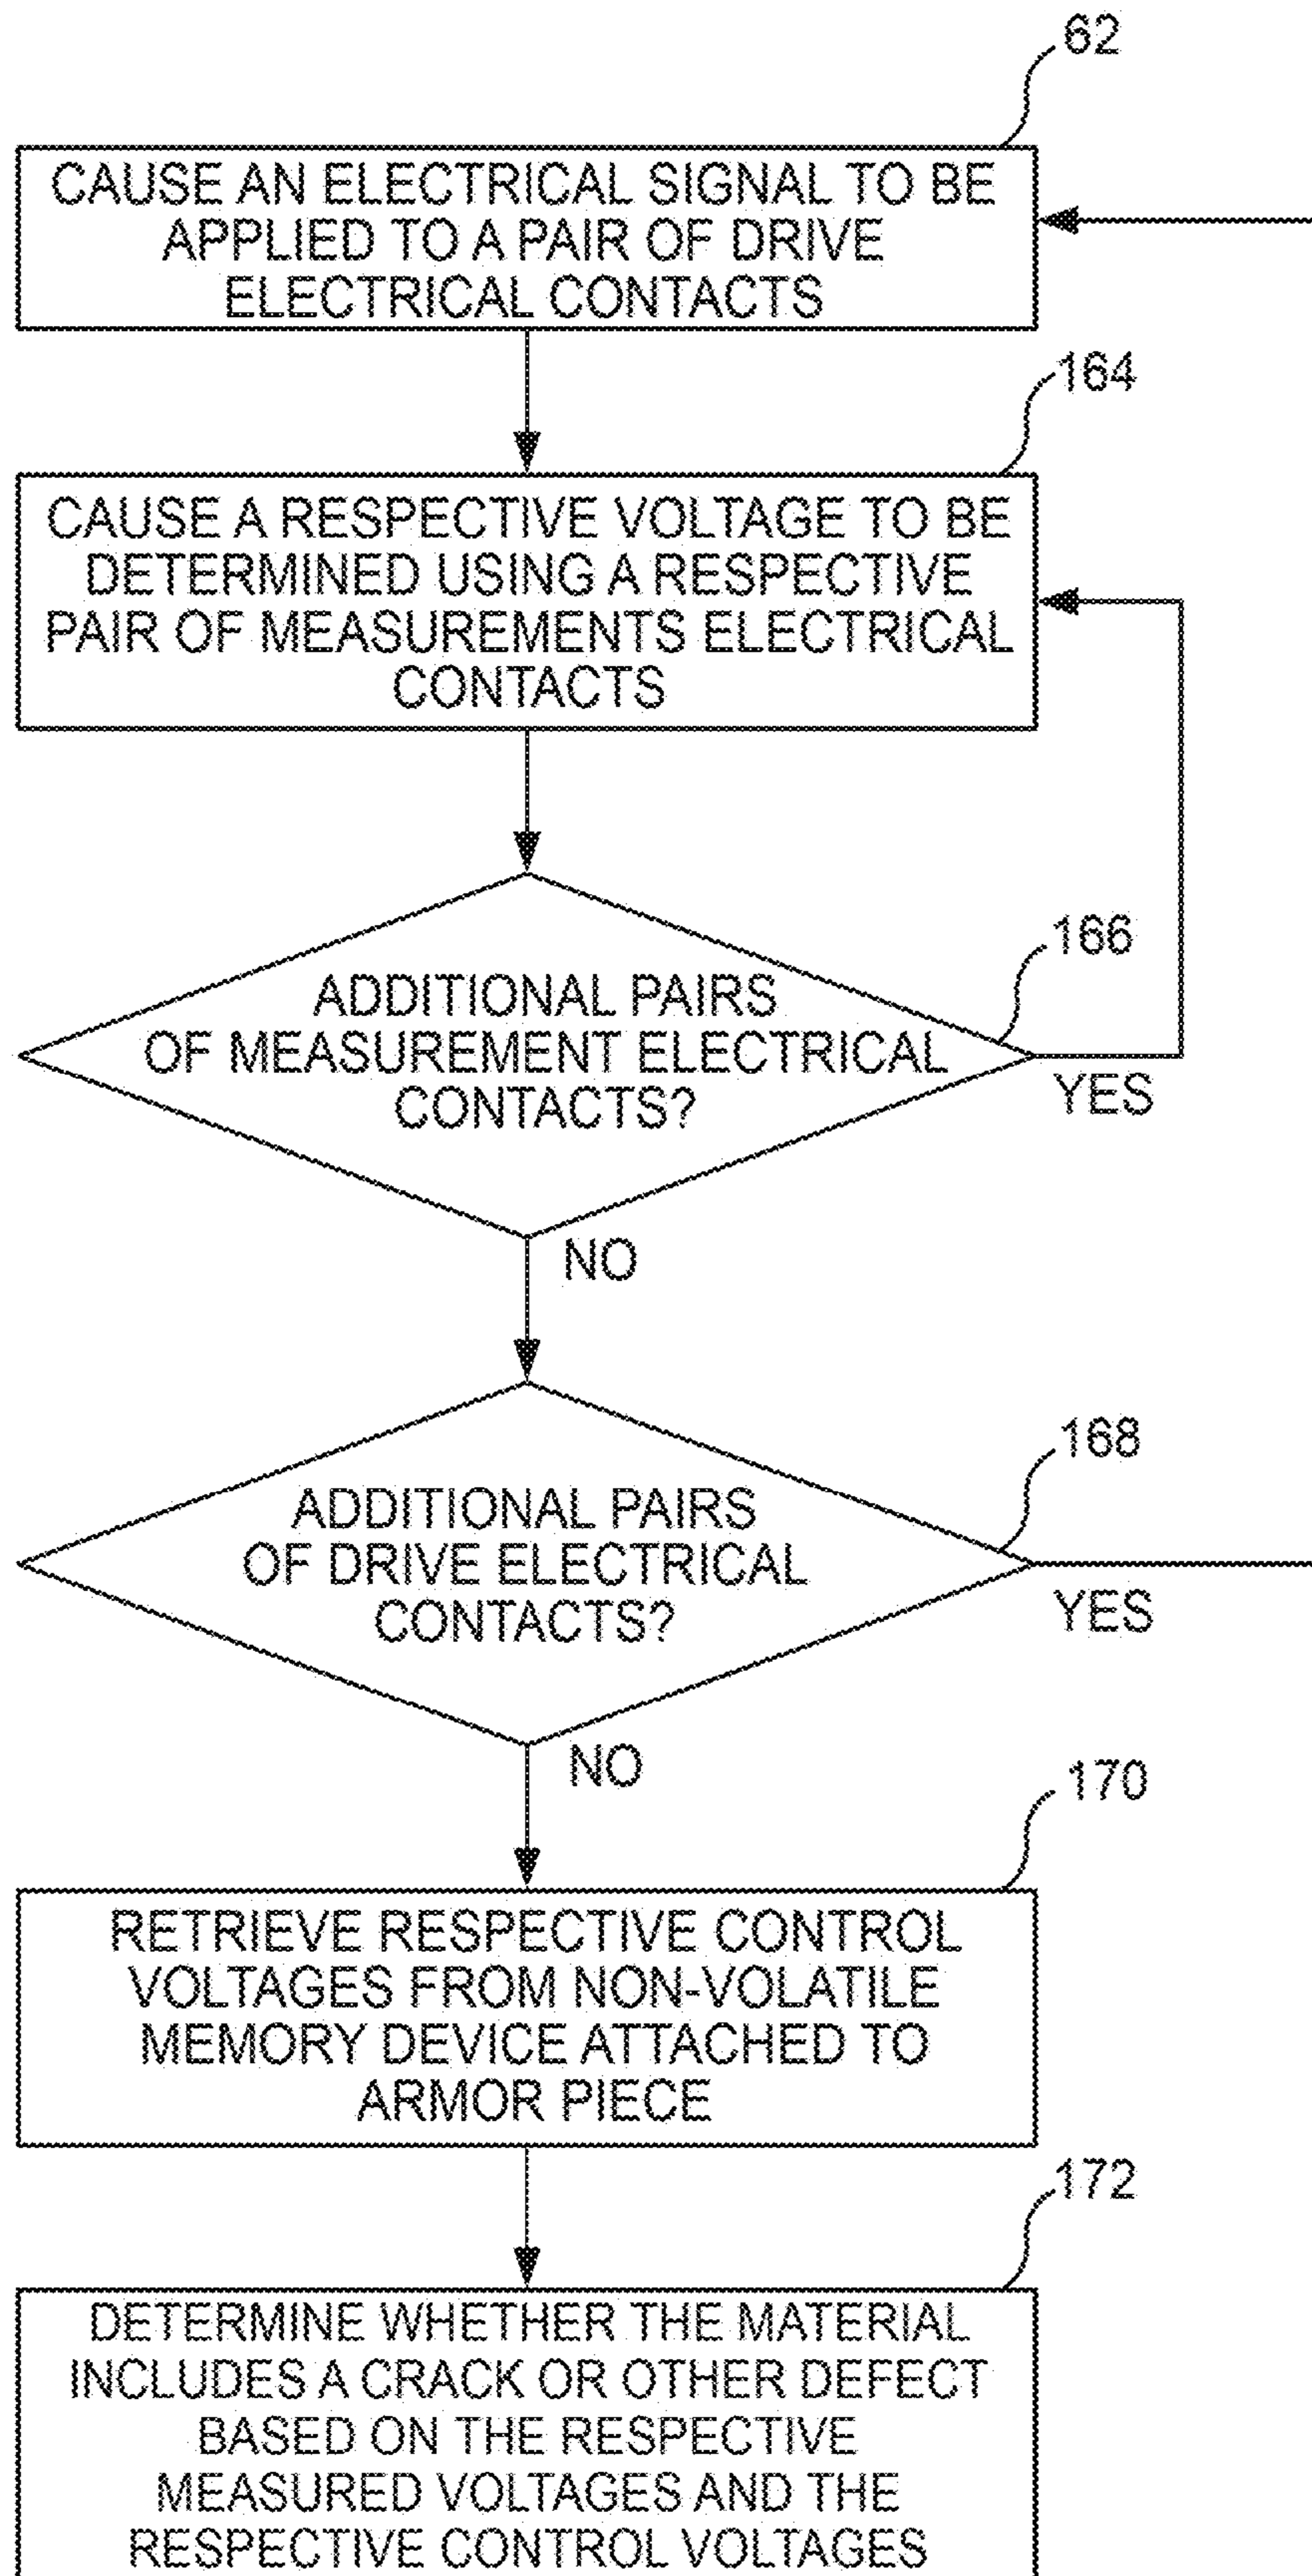 62
CAUSE AN ELECTRICAL SIGNAL TO BE
APPLIED TO A PAIR OF DRIVE
ELECTRICAL CONTACTS
164
CAUSE A RESPECTIVE VOLTAGE TO BE
DETERMINED USING A RESPECTIVE
PAIR OF MEASUREMENTS ELECTRICAL
CONTACTS
166
ADDITIONAL PAIRS
OF MEASUREMENT ELECTRICAL
CONTACTS?
YES
NO
168
ADDITIONAL PAIRS
OF DRIVE ELECTRICAL
CONTACTS?
YES
NO
170
RETRIEVE RESPECTIVE CONTROL
VOLTAGES FROM NON-VOLATILE
MEMORY DEVICE ATTACHED TO
ARMOR PIECE
172
DETERMINE WHETHER THE MATERIAL
INCLUDES A CRACK OR OTHER DEFECT
BASED ON THE RESPECTIVE
MEASURED VOLTAGES AND THE
RESPECTIVE CONTROL VOLTAGES